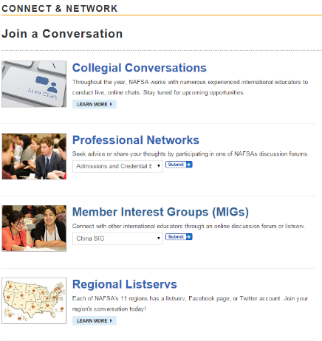 CONNECT & NETWORK
Join a Conversation
Collegial Conversations
Throughout the year, NAFSA works with numerous experienced international educators to
conduct live, online chats. Stay tuned for upcoming opportunities.
LEARN MORE
Professional Networks
Seek advice or share your thoughts by participating in one of NAFSAs discussion forums.
Admissions and Credential E
Submit
Member Interest Groups (MIGs)
Connect with other international educators through an online discussion forum or listserv.
China SIG
Submit
Regional Listservs
Each of NAFSA's 11 regions has a listserv, Facebook page, or Twitter account. Join your
region's conversation today!
LEARN MORE